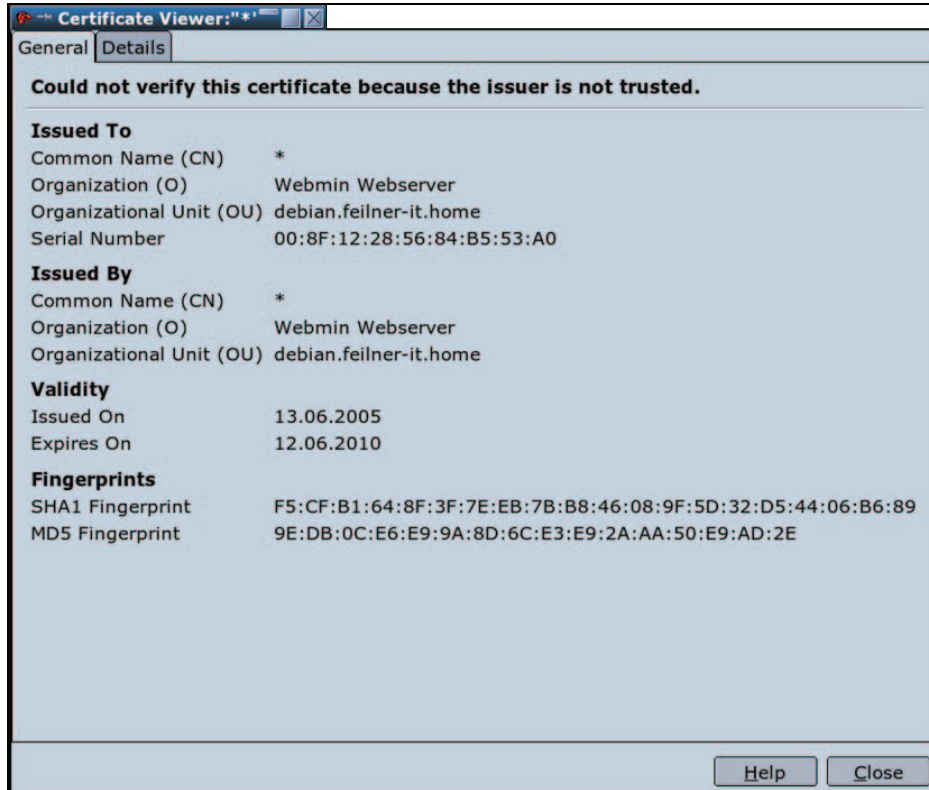 Certificate Viewer:"*'
General Details
Could not verify this certificate because the issuer is not trusted.
Issued To
Common Name (CN) *
Organization (O) Webmin Webserver
Organizational Unit (OU) debian.feilner-it.home
Serial Number 00:8F:12:28:56:84:B5:53:A0
Issued By
Common Name (CN) *
Organization (O) Webmin Webserver
Organizational Unit (OU) debian.feilner-it.home
Validity
Issued On 13.06.2005
Expires On 12.06.2010
Fingerprints
SHA1 Fingerprint F5:CF:B1:64:8F:3F:7E:EB:7B:B8:46:08:9F:5D:32:D5:44:06:B6:89
MD5 Fingerprint 9E:DB:0C:E6:E9:9A:8D:6C:E3:E9:2A:AA:50:E9:AD:2E
Help Close